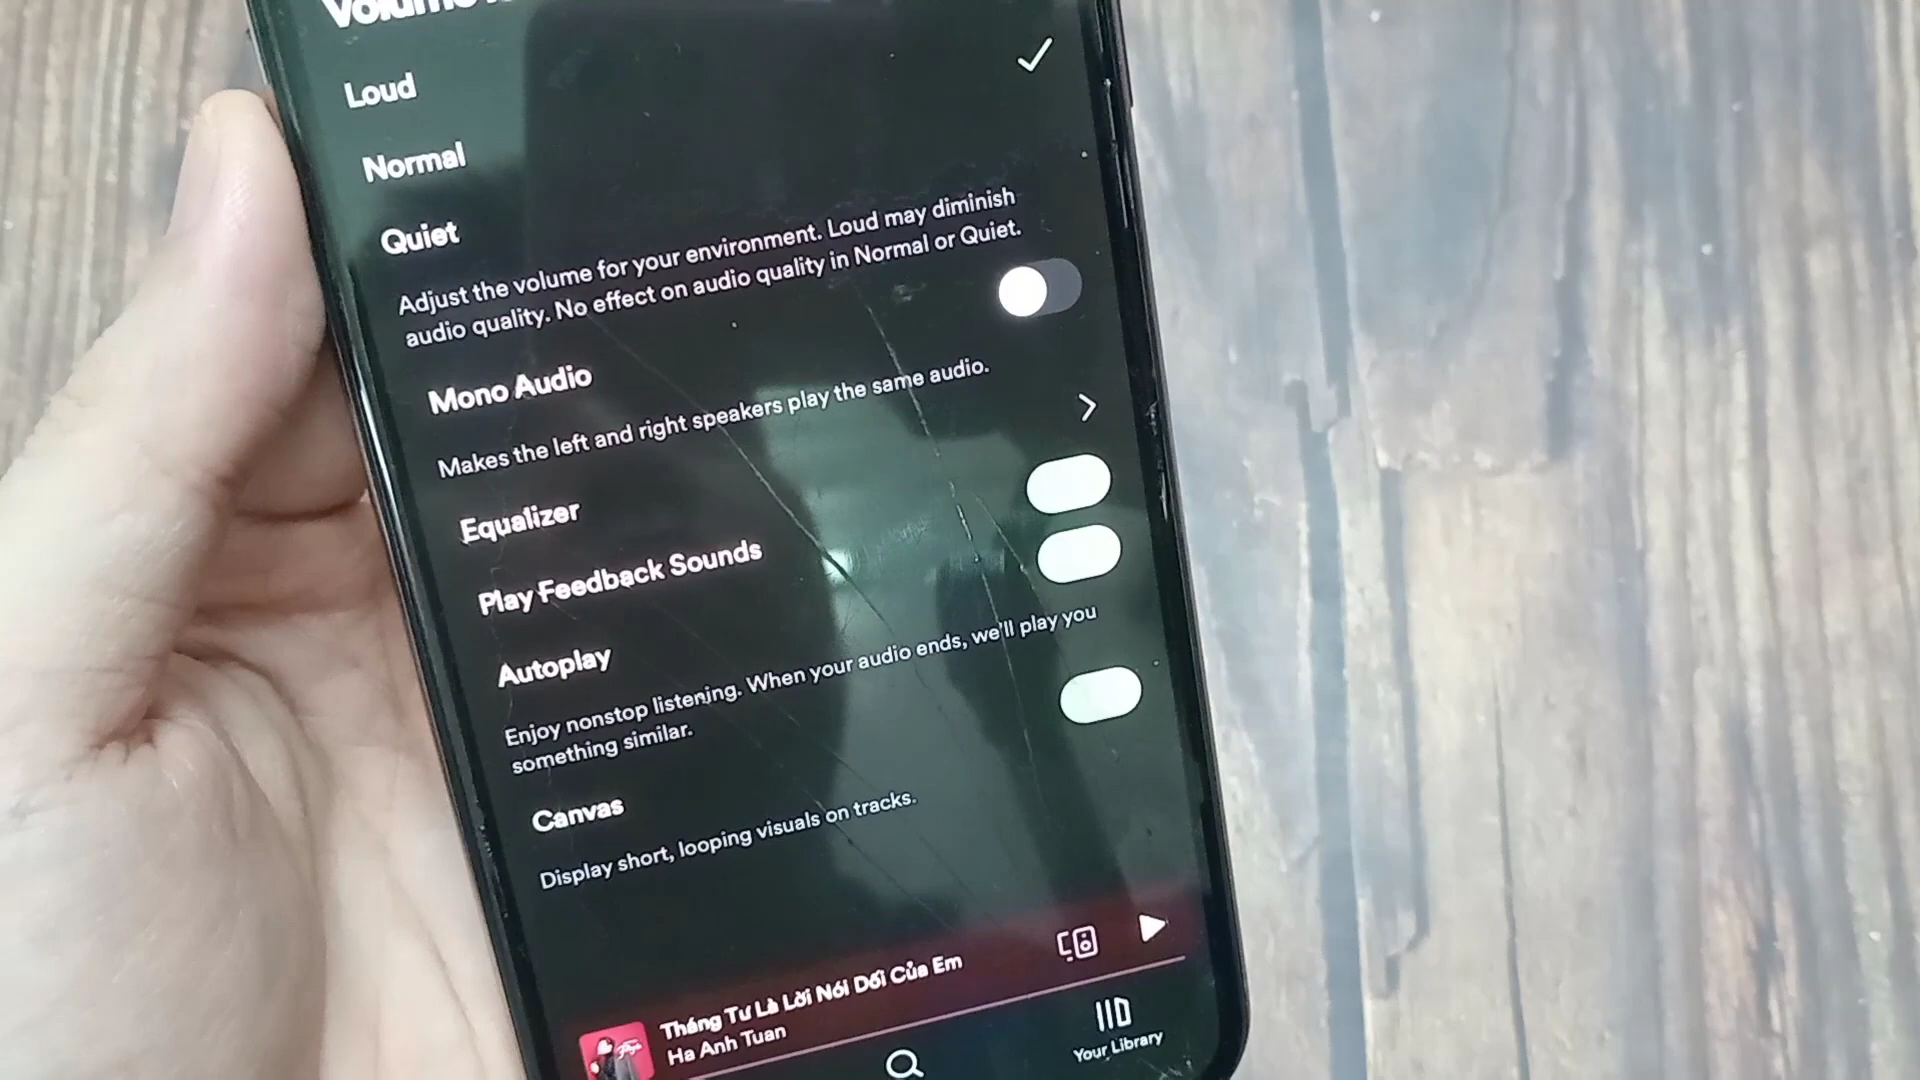 Volume
Loud
Normal
Quiet
Adjust the volume for your environment. Loud may diminish
audio quality. No effect on audio quality in Normal or Quiet.
Mono Audio
Makes the left and right speakers play the same audio.
Equalizer
Play Feedback Sounds
Autoplay
Enjoy nonstop listening. When your audio ends, we'll play you
something similar.
Canvas
Display short, looping visuals on tracks.
Tháng Tư Là Lời Nói Dối Của Em
Ha Anh Tuan
Your Library